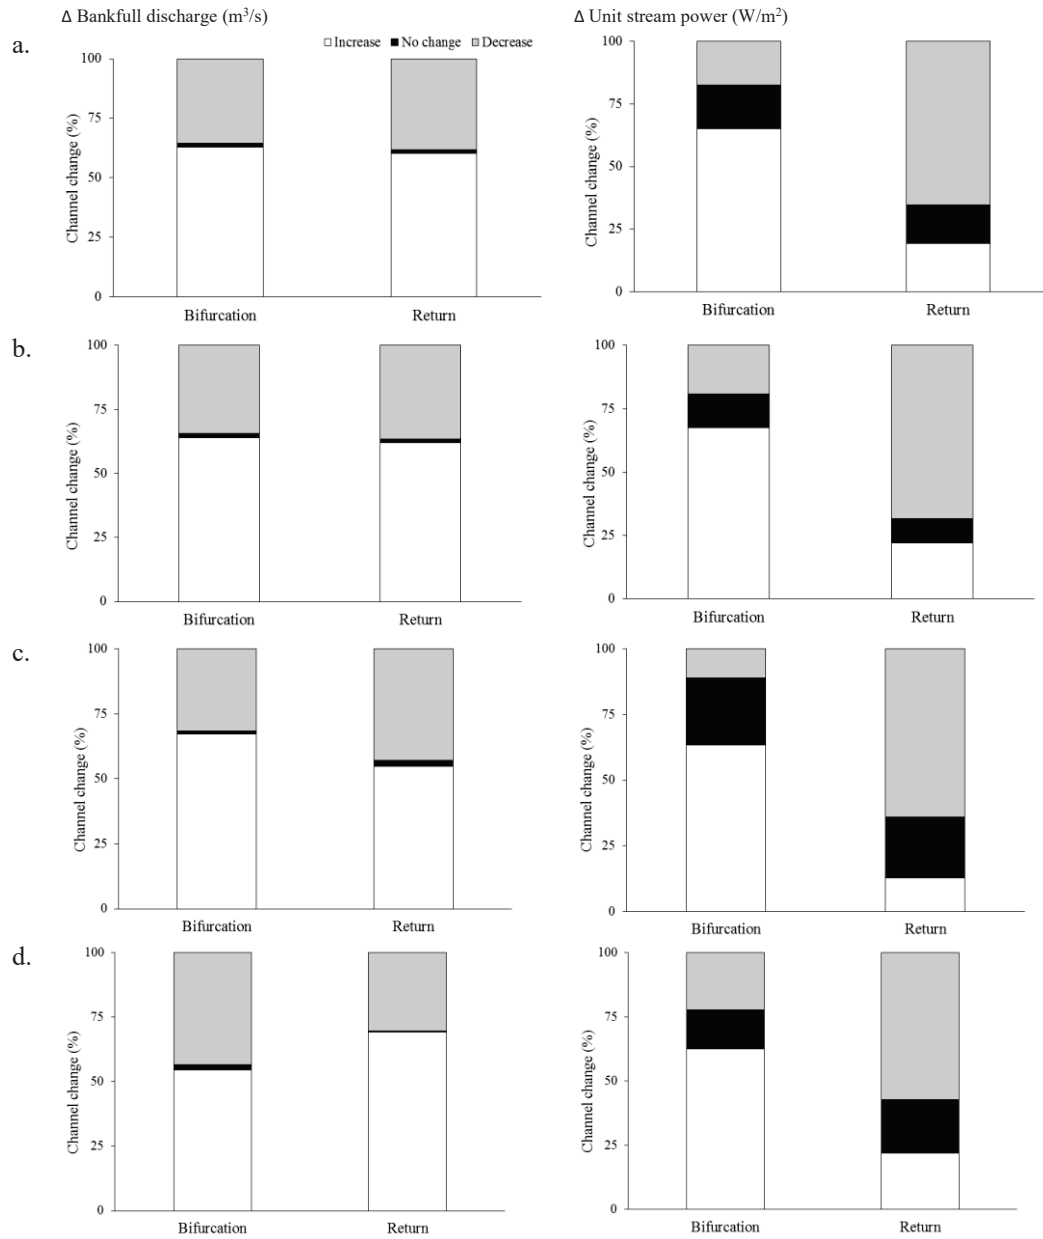 Δ Bankfull discharge (m³/s)
Δ Unit stream power (W/m²)
a.
Increase No change Decrease
Channel change (%)
100
75
50
25
0
Bifurcation Return
Channel change (%)
100
75
50
25
0
Bifurcation Return
b.
Channel change (%)
100
75
50
25
0
Bifurcation Return
Channel change (%)
100
75
50
25
0
Bifurcation Return
c.
Channel change (%)
100
75
50
25
0
Bifurcation Return
Channel change (%)
100
75
50
25
0
Bifurcation Return
d.
Channel change (%)
100
75
50
25
0
Bifurcation Return
Channel change (%)
100
75
50
25
0
Bifurcation Return